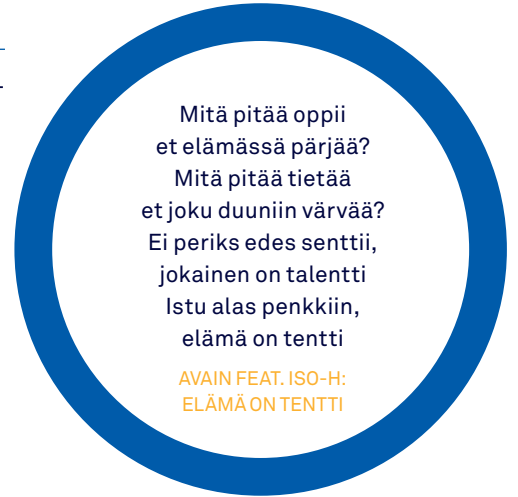 Mitä pitää oppii
et elämässä pärjää?
Mitä pitää tietää
et joku duuniin värvää?
Ei periks edes senttii,
jokainen on talentti
Istu alas penkkiin,
elämä on tentti
AVAIN FEAT. ISO-H:
ELÄMÄ ON TENTTI